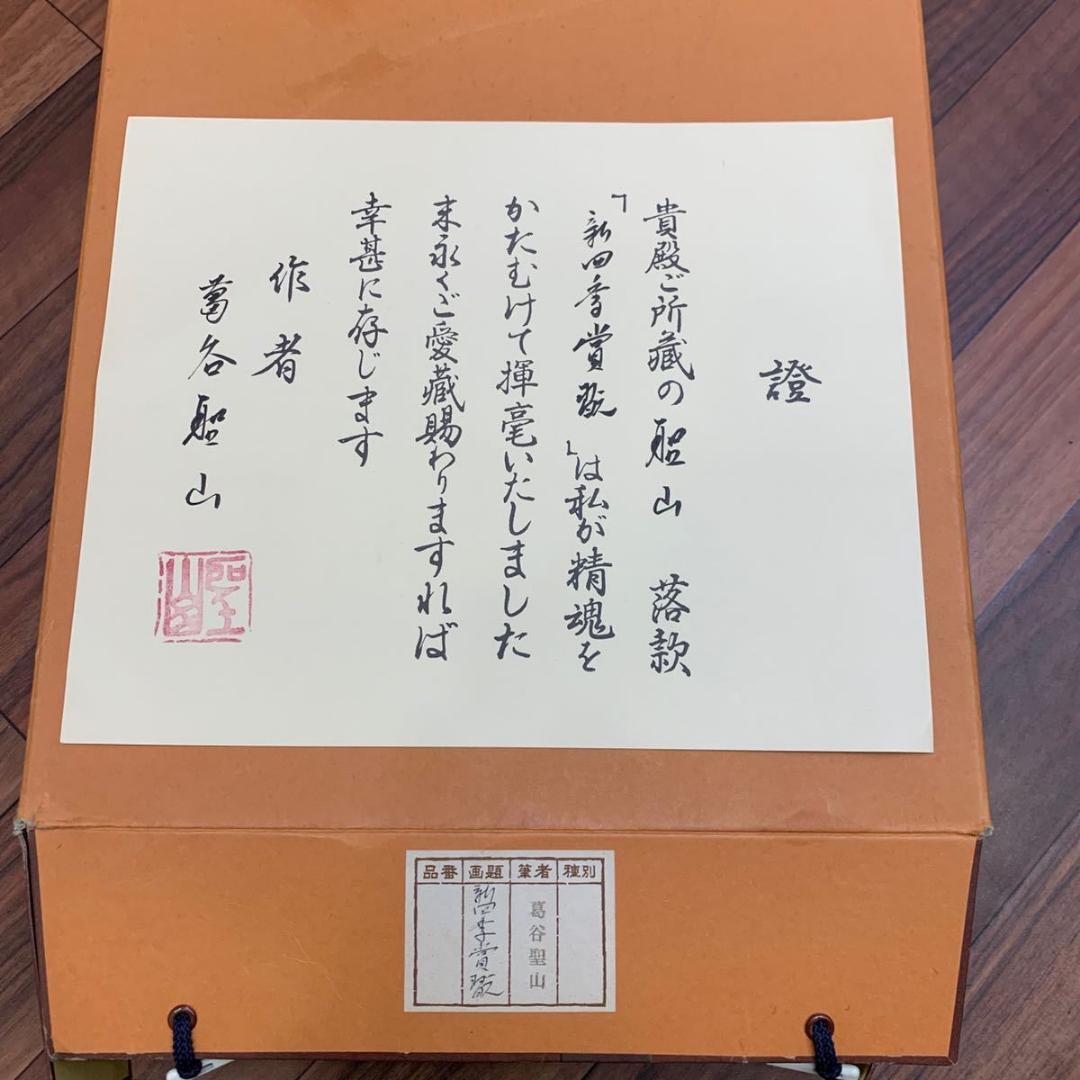 證
貴殿ご所蔵の聖山 落款
「新四季賞翫」は私が精魂を
かたむけて揮毫いたしました
末永くご愛蔵賜わりますれば
幸甚に存じます
作者
葛谷聖山
聖山
品番
画題
新四季賞翫
筆者
葛谷聖山
種別